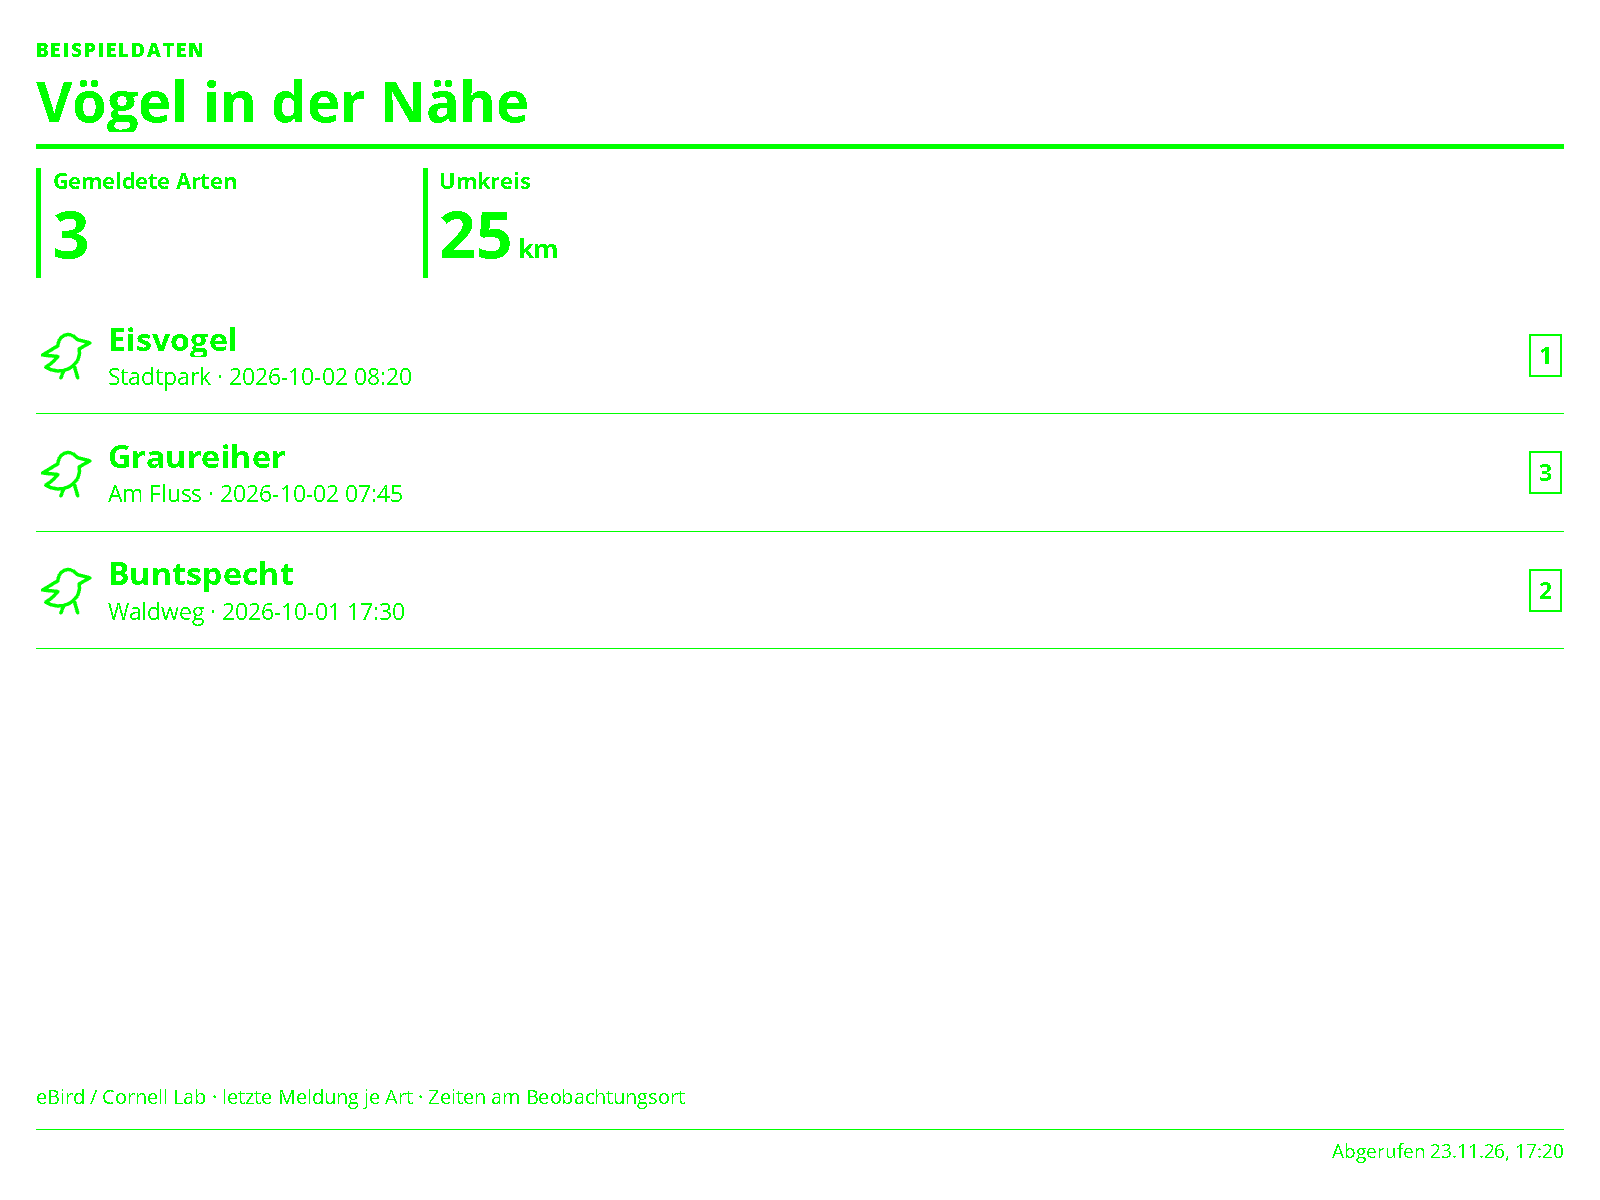 BEISPIELDATEN
Vögel in der Nähe
Gemeldete Arten
3
Umkreis
25 km
Eisvogel
Stadtpark · 2026-10-02 08:20
1
Graureiher
Am Fluss · 2026-10-02 07:45
3
Buntspecht
Waldweg · 2026-10-01 17:30
2
eBird / Cornell Lab · letzte Meldung je Art · Zeiten am Beobachtungsort
Abgerufen 23.11.26, 17:20